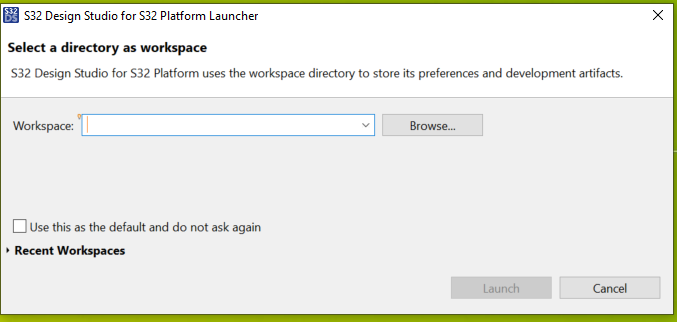 S32 DS S32 Design Studio for S32 Platform Launcher
Select a directory as workspace
S32 Design Studio for S32 Platform uses the workspace directory to store its preferences and development artifacts.
Workspace: Browse...
Use this as the default and do not ask again
Recent Workspaces
Launch Cancel